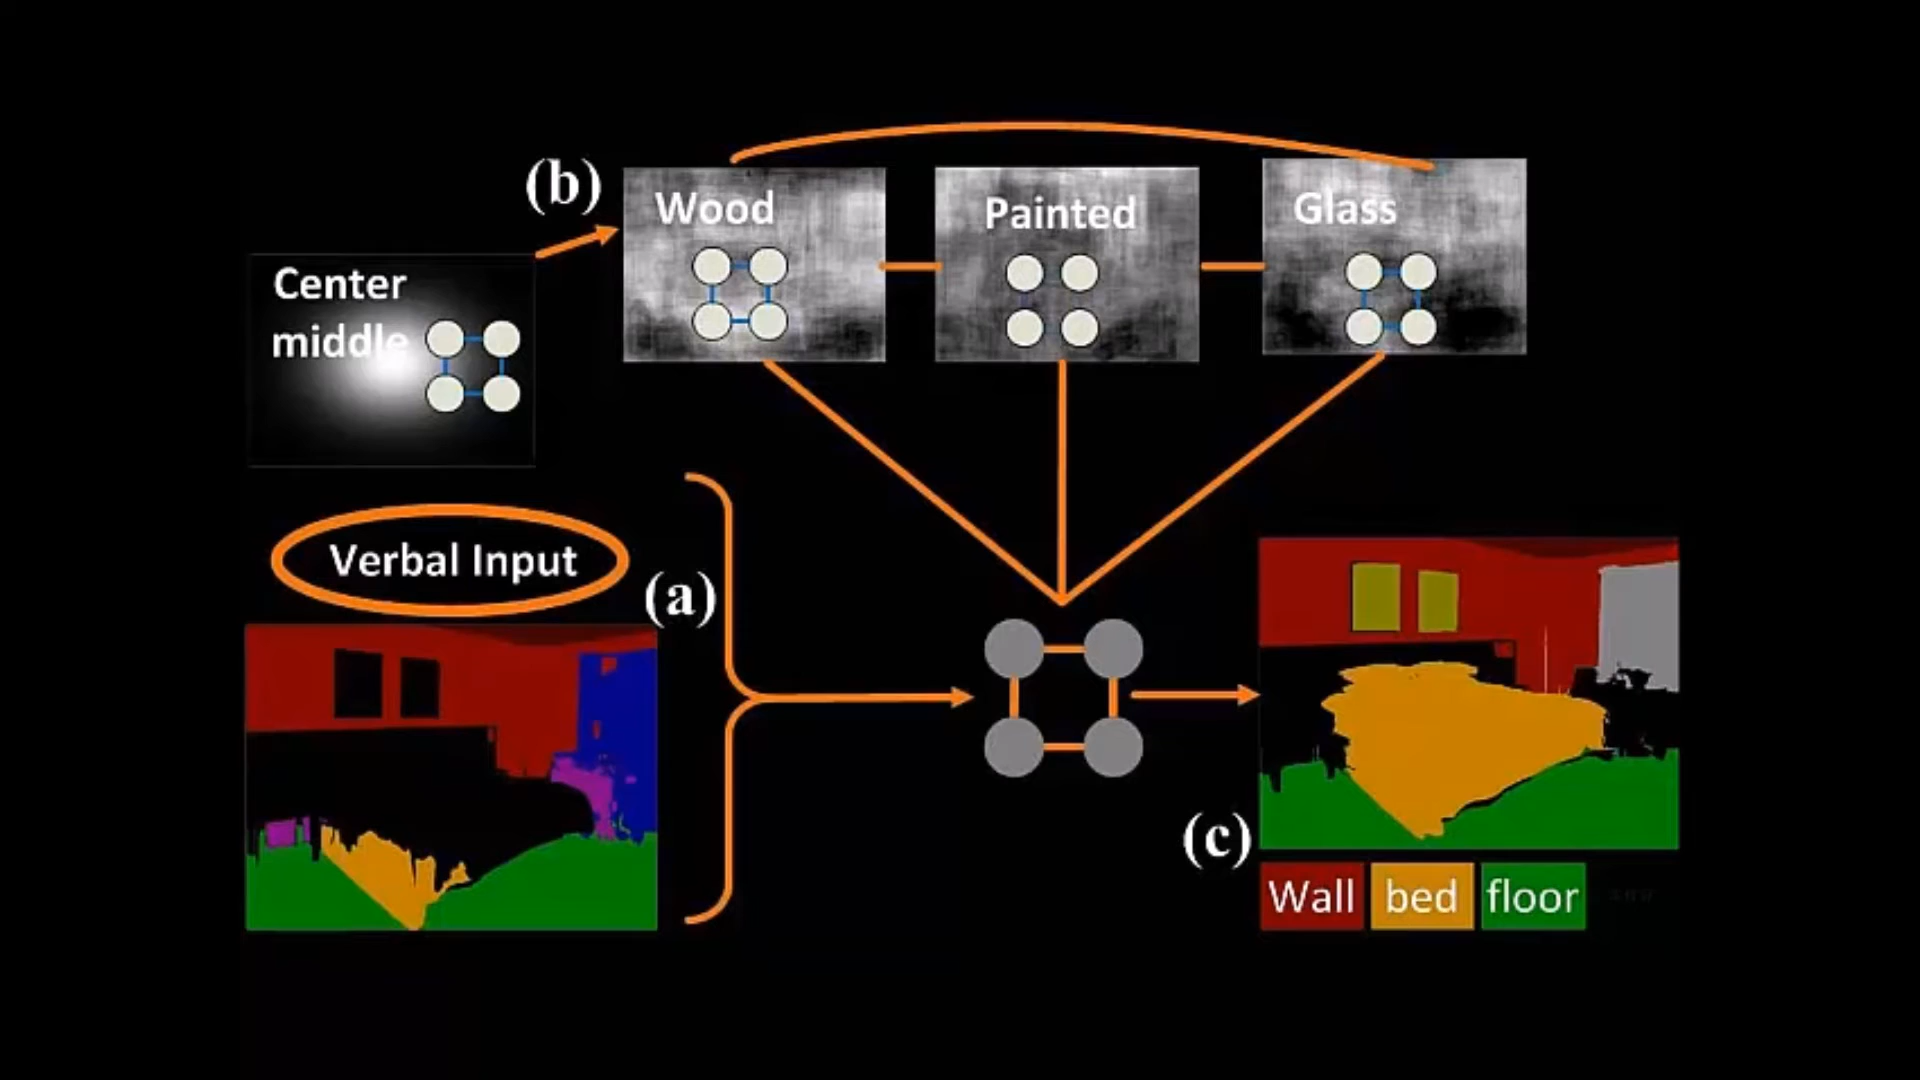 (b)
Wood
Painted
Glass
Center
middle
Verbal Input
(a)
(c)
Wall
bed
floor